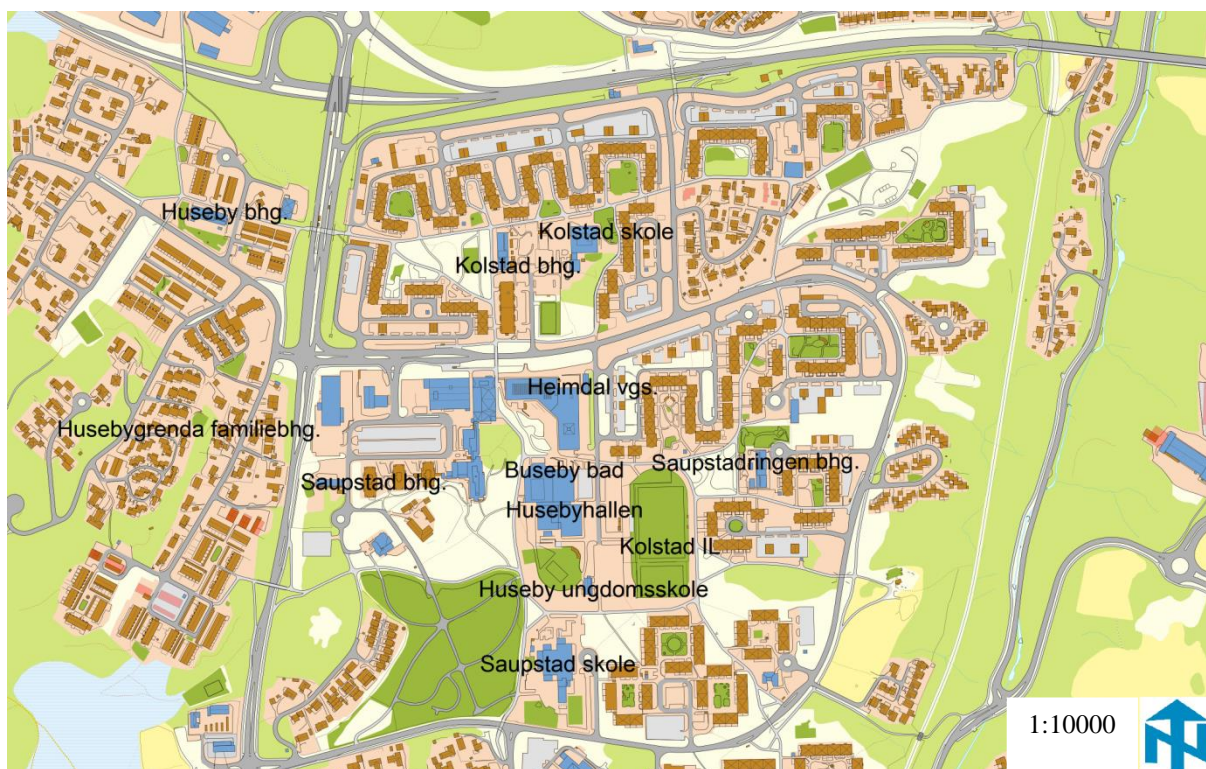 Huseby bhg.
Kolstad skole
Kolstad bhg.
Heimdal vgs.
Husebygrenda familiebhg.
Buseby bad
Saupstadringen bhg.
Saupstad bhg.
Husebyhallen
Kolstad IL
Huseby ungdomsskole
Saupstad skole
1:10000